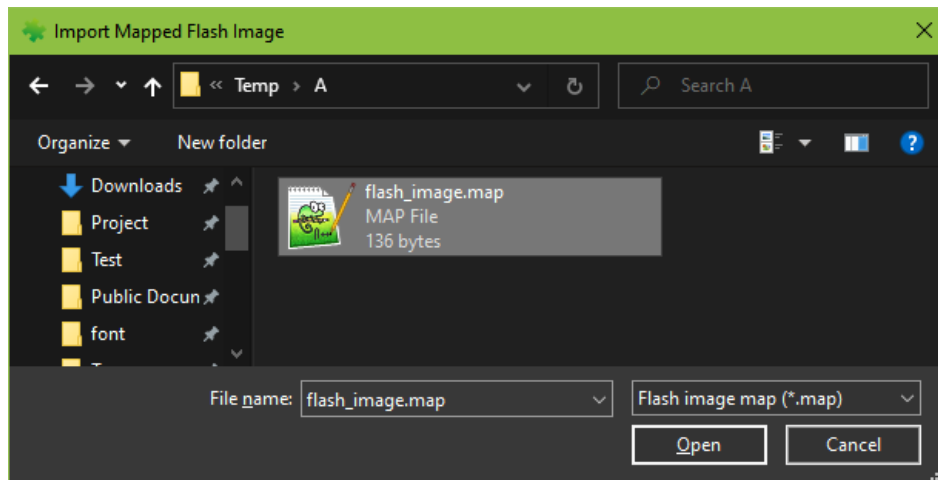 Import Mapped Flash Image
« Temp › A
Search A
Organize
New folder
Downloads
Project
Test
Public Docun
font
flash_image.map
MAP File
136 bytes
File name:
flash_image.map
Flash image map (*.map)
Open
Cancel